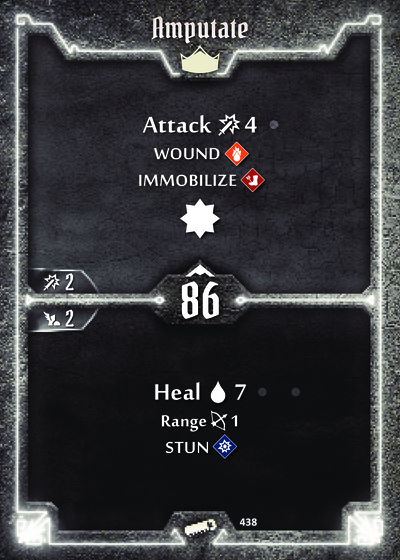 Amputate
Attack 4
WOUND
IMMOBILIZE
2
86
2
Heal 7
Range 1
STUN
438